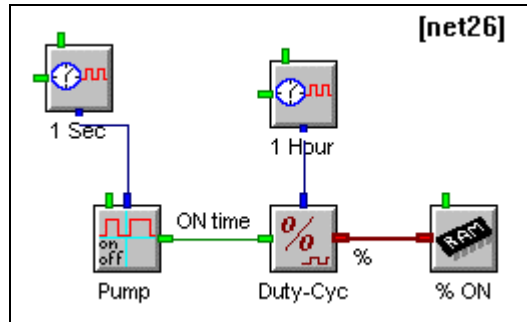 [net26]
1 Sec
1 Hour
ON time
on
off
%
RAM
%
Pump
Duty-Cyc
% ON